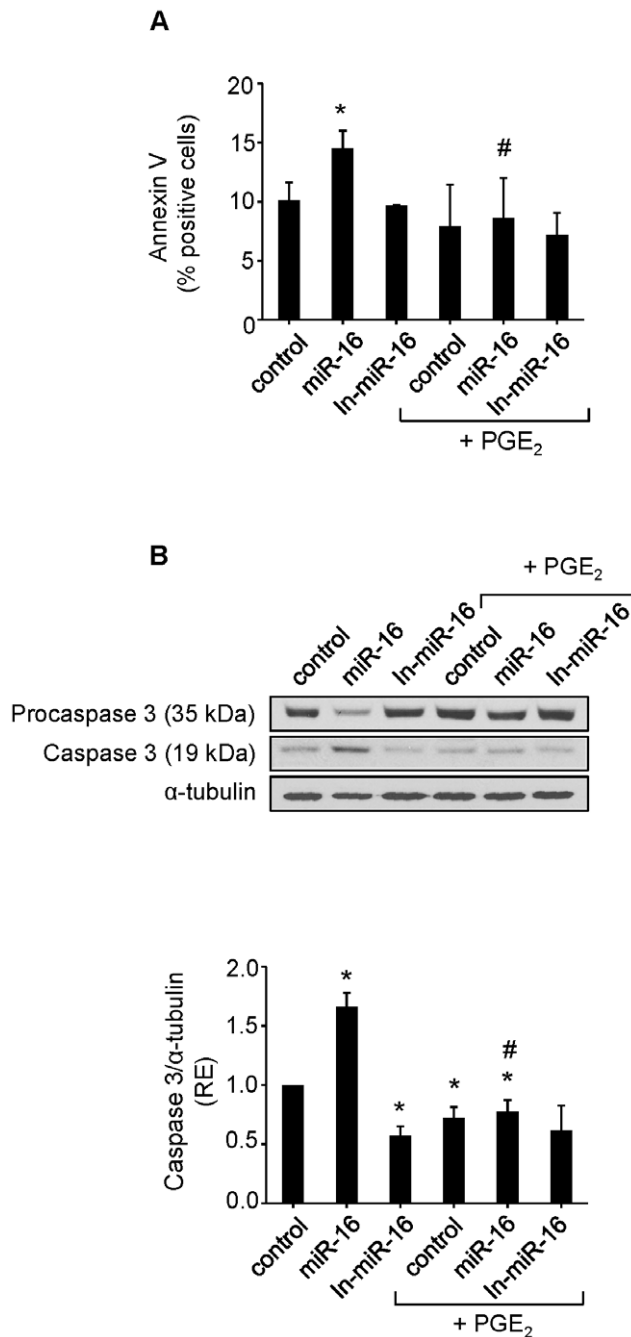 A
Annexin V
(% positive cells)
20
15
10
5
0
*
#
control
miR-16
In-miR-16
control
miR-16
In-miR-16
+ PGE₂
B
+ PGE₂
control
miR-16
In-miR-16
control
miR-16
In-miR-16
Procaspase 3 (35 kDa)
Caspase 3 (19 kDa)
α-tubulin
Caspase 3/α-tubulin
(RE)
2.0
1.5
1.0
0.5
0.0
*
*
*
#
*
control
miR-16
In-miR-16
control
miR-16
In-miR-16
+ PGE₂